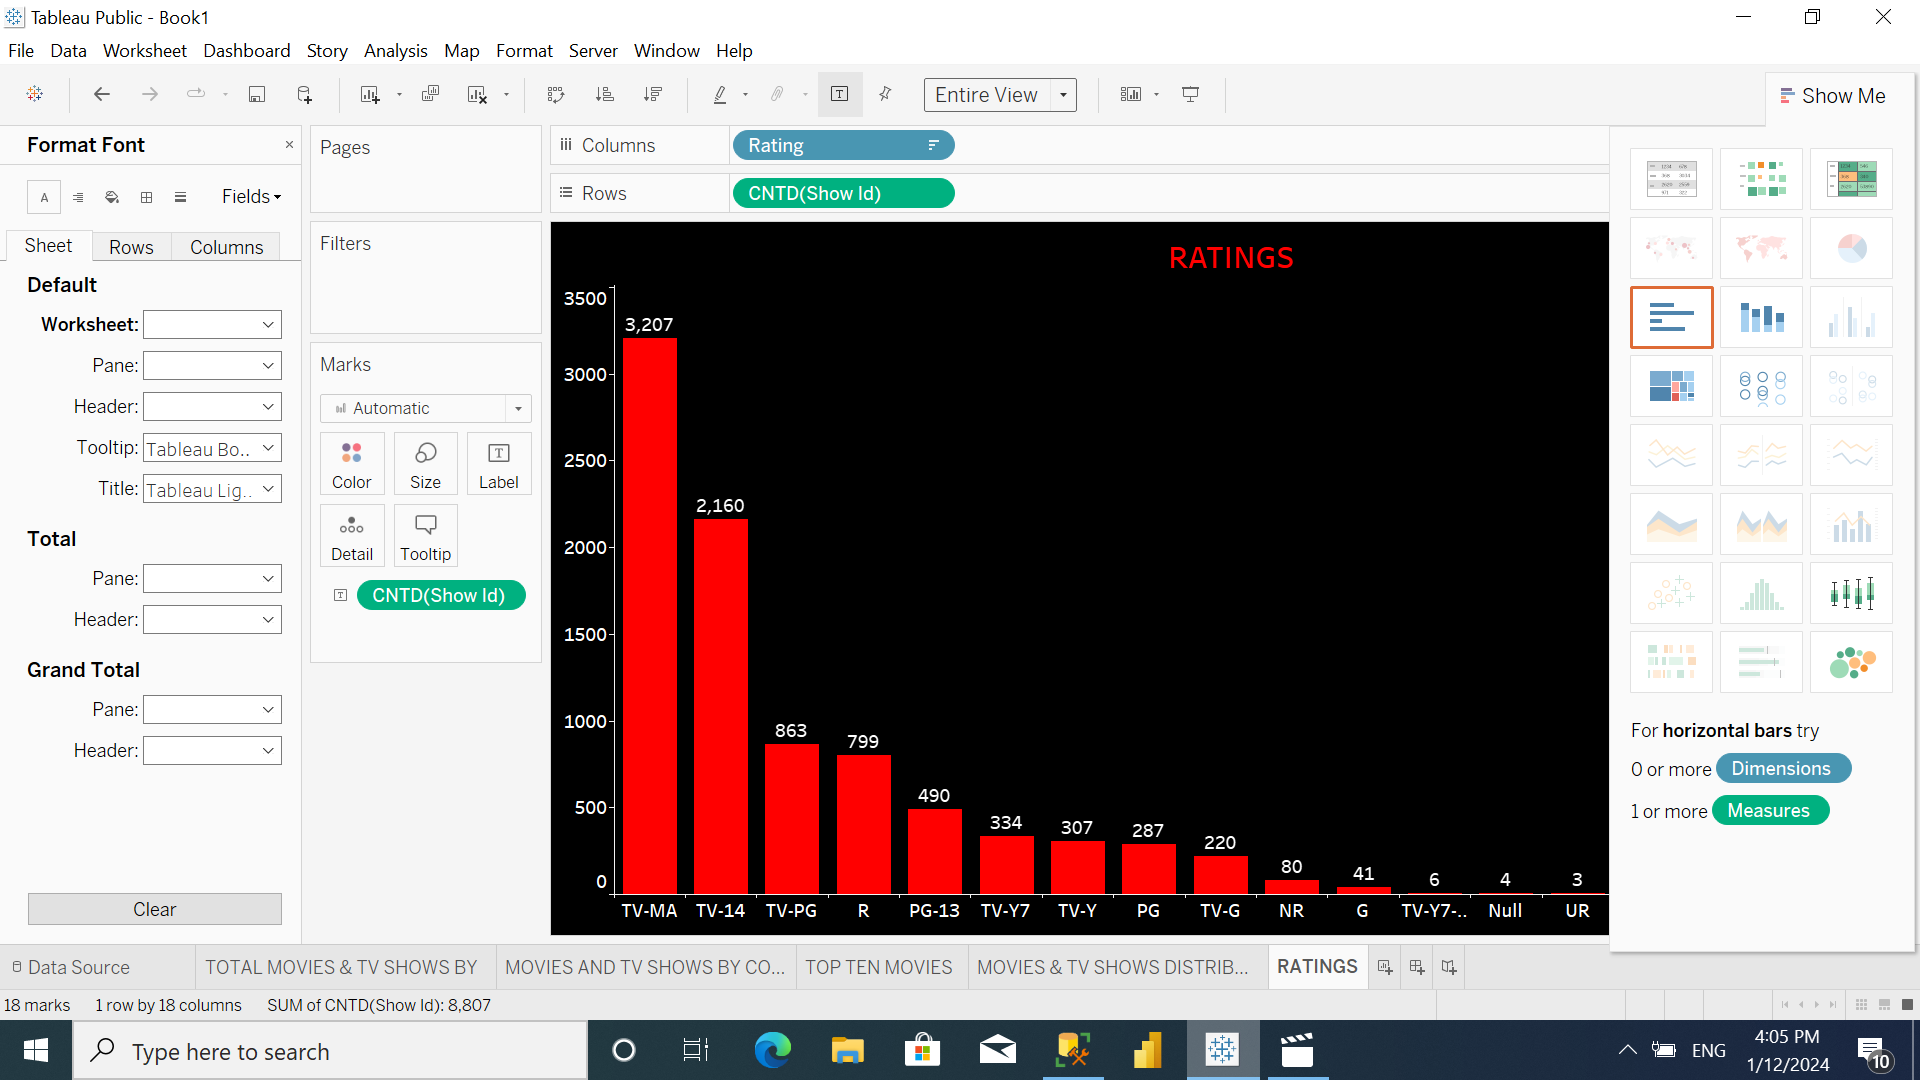 Tableau Public - Book1
File Data Worksheet Dashboard Story Analysis Map Format Server Window Help
Entire View
Show Me
Format Font
Fields
Sheet Rows Columns
Default
Worksheet:
Pane:
Header:
Tooltip: Tableau Bo..
Title: Tableau Lig..
Total
Pane:
Header:
Grand Total
Pane:
Header:
Clear
Pages
Filters
Marks
Automatic
Color Size Label
Detail Tooltip
CNTD(Show Id)
Columns Rating
Rows CNTD(Show Id)
RATINGS
3500
3000
2500
2000
1500
1000
500
0
3,207
2,160
863
799
490
334
307
287
220
80
41
6
4
3
TV-MA TV-14 TV-PG R PG-13 TV-Y7 TV-Y PG TV-G NR G TV-Y7-.. Null UR
For horizontal bars try
0 or more Dimensions
1 or more Measures
Data Source TOTAL MOVIES & TV SHOWS BY MOVIES AND TV SHOWS BY CO... TOP TEN MOVIES MOVIES & TV SHOWS DISTRIB... RATINGS
18 marks 1 row by 18 columns SUM of CNTD(Show Id): 8,807
Type here to search
ENG
4:05 PM
1/12/2024
10